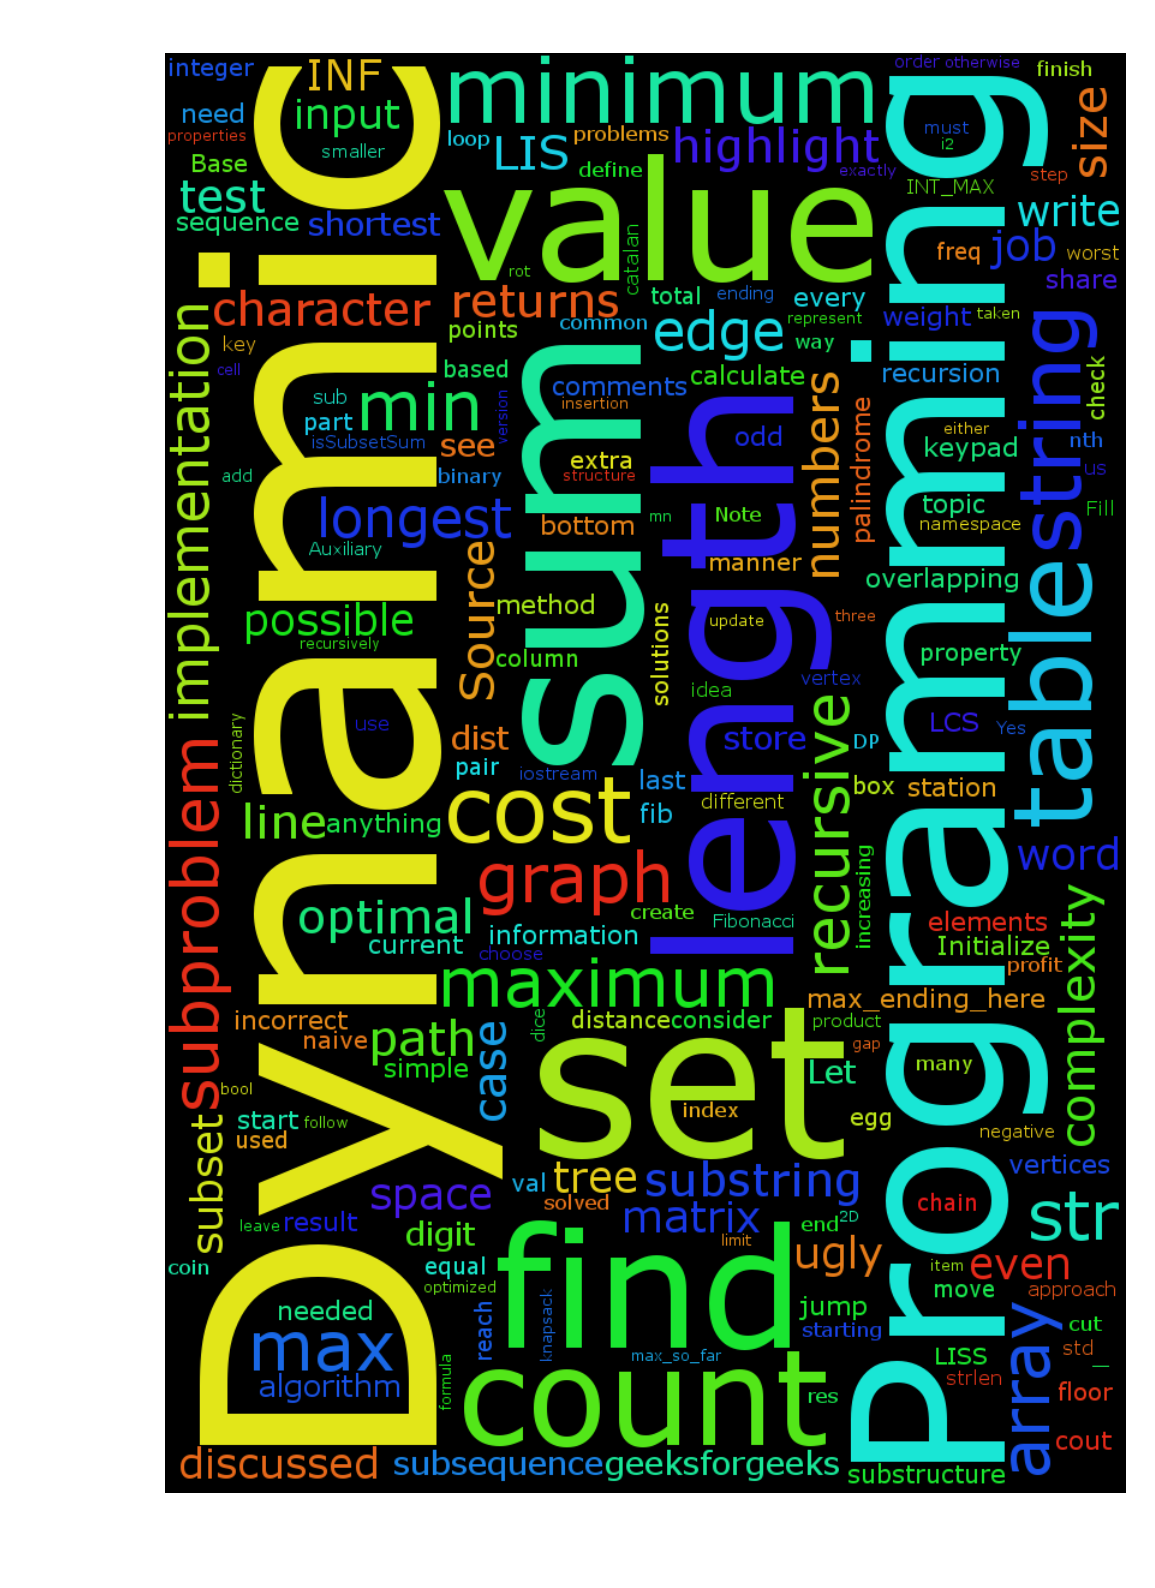 integer
INF
minimum
order
otherwise
finish
need
input
properties
smaller
Base
loop
LIS
problems
define
highlight
exactly
must
i2
INT_MAX
step
size
test
sequence
shortest
value
write
catalan
rot
freq
job
worst
share
character
returns
total
ending
every
represent
weight
taken
points
common
edge
way
key
cell
based
comments
calculate
recursion
check
implementation
sub
part
min
version
insertion
isSubsetSum
see
odd
numbers
palindrome
either
keypad
nth
us
add
binary
extra
structure
sum
length
string
longest
bottom
mn
Note
topic
namespace
Fill
Auxiliary
Source
manner
overlapping
possible
recursively
method
column
solutions
update
three
property
idea
vertex
use
dictionary
dist
pair
iostream
store
last
fib
different
DP
LCS
Yes
box
station
table
recursive
subproblem
line
anything
cost
graph
create
Fibonacci
increasing
word
optimal
current
information
choose
elements
Initialize
profit
complexity
maximum
max_ending_here
incorrect
naive
path
simple
case
dice
distance
consider
product
gap
set
Let
many
bool
start
follow
used
subset
index
egg
negative
Dynamic
Programming
space
val
tree
solved
substring
vertices
leave
result
digit
matrix
end
2D
chain
str
coin
equal
optimized
find
limit
ugly
item
even
needed
max
algorithm
reach
knapsack
jump
starting
move
approach
max_so_far
formula
count
res
LISS
strlen
array
cut
std
_
floor
cout
discussed
subsequence
geeksforgeeks
substructure